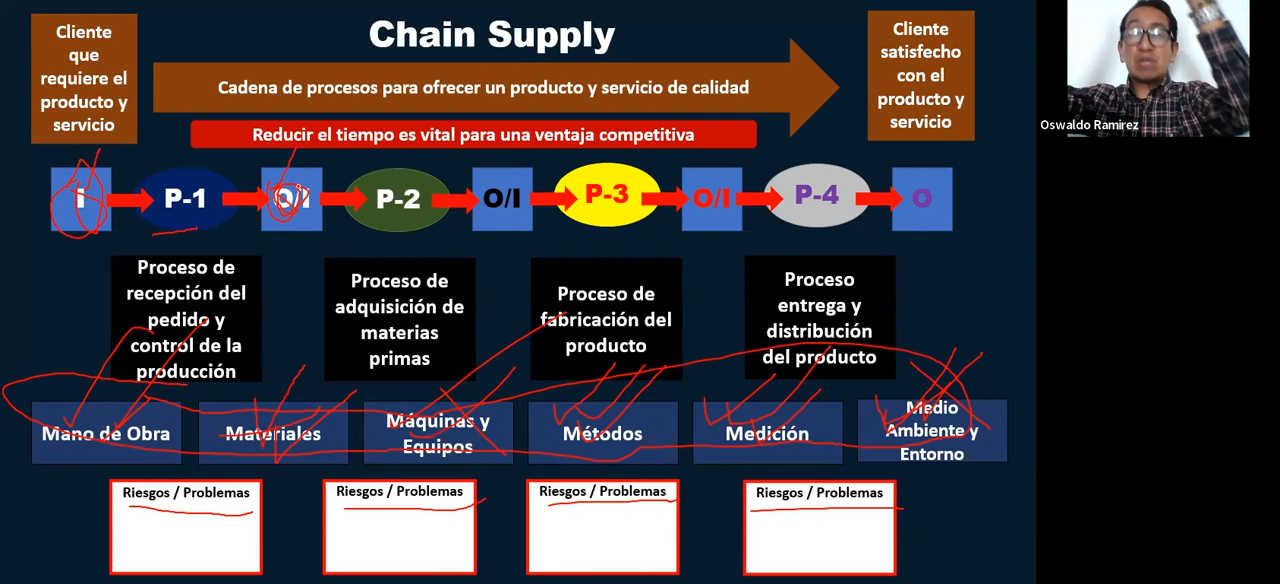 Chain Supply
Cliente
que
requiere el
producto y
servicio
Cadena de procesos para ofrecer un producto y servicio de calidad
Reducir el tiempo es vital para una ventaja competitiva
Cliente
satisfecho
con el
producto y
servicio
Oswaldo Ramirez
I
P-1
O/I
P-2
O/I
P-3
O/I
P-4
O
Proceso de
recepción del
pedido y
control de la
producción
Proceso de
adquisición de
materias
primas
Proceso de
fabricación del
producto
Proceso
entrega y
distribución
del producto
Mano de Obra
Materiales
Máquinas y
Equipos
Métodos
Medición
Medio
Ambiente y
Entorno
Riesgos / Problemas
Riesgos / Problemas
Riesgos / Problemas
Riesgos / Problemas